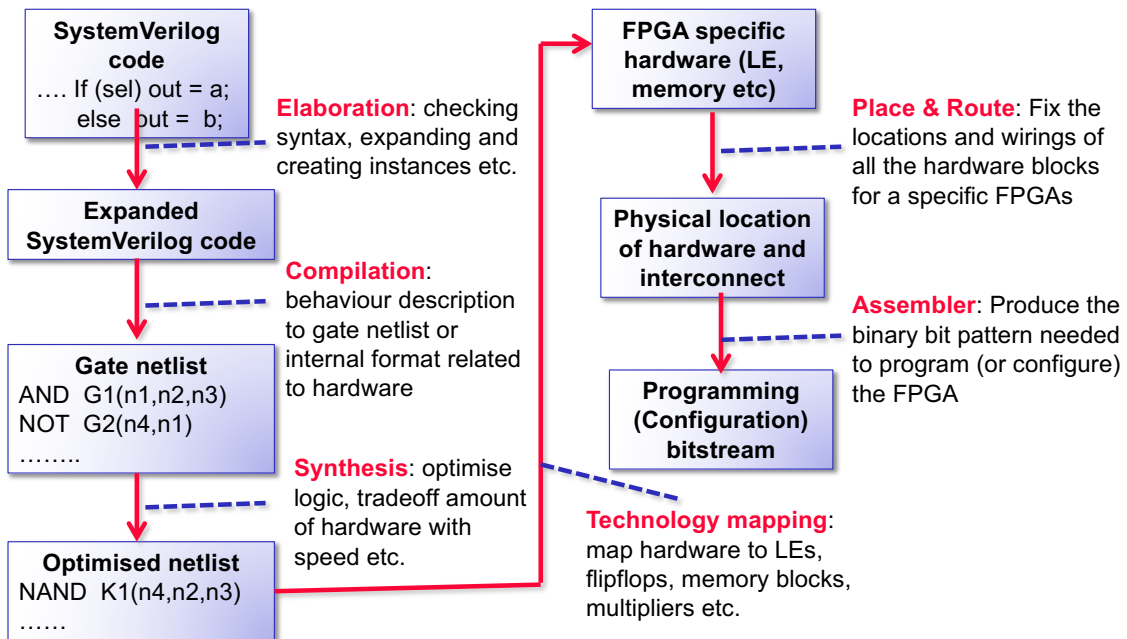 SystemVerilog
code
…. If (sel) out = a;
else out = b;
Elaboration: checking
syntax, expanding and
creating instances etc.
Expanded
SystemVerilog code
Compilation:
behaviour description
to gate netlist or
internal format related
to hardware
Gate netlist
AND G1(n1,n2,n3)
NOT G2(n4,n1)
……..
Synthesis: optimise
logic, tradeoff amount
of hardware with
speed etc.
Optimised netlist
NAND K1(n4,n2,n3)
……
FPGA specific
hardware (LE,
memory etc)
Place & Route: Fix the
locations and wirings of
all the hardware blocks
for a specific FPGAs
Physical location
of hardware and
interconnect
Assembler: Produce the
binary bit pattern needed
to program (or configure)
the FPGA
Programming
(Configuration)
bitstream
Technology mapping:
map hardware to LEs,
flipflops, memory blocks,
multipliers etc.